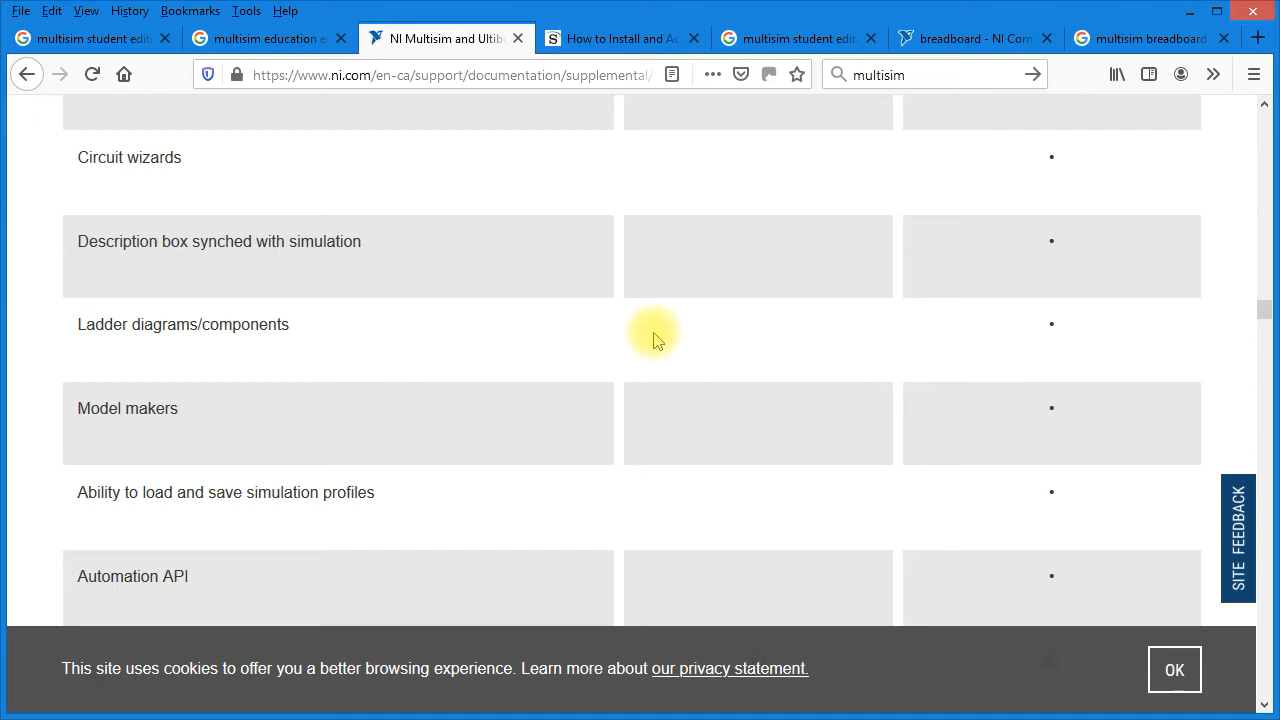 File Edit View History Bookmarks Tools Help
multisim student edit
multisim education e
NI Multisim and Ultib
How to Install and Ac
multisim student edit
breadboard - NI Com
multisim breadboard
https://www.ni.com/en-ca/support/documentation/supplemental/
multisim
Circuit wizards •
Description box synched with simulation •
Ladder diagrams/components •
Model makers •
Ability to load and save simulation profiles •
Automation API •
SITE FEEDBACK
This site uses cookies to offer you a better browsing experience. Learn more about our privacy statement.
OK